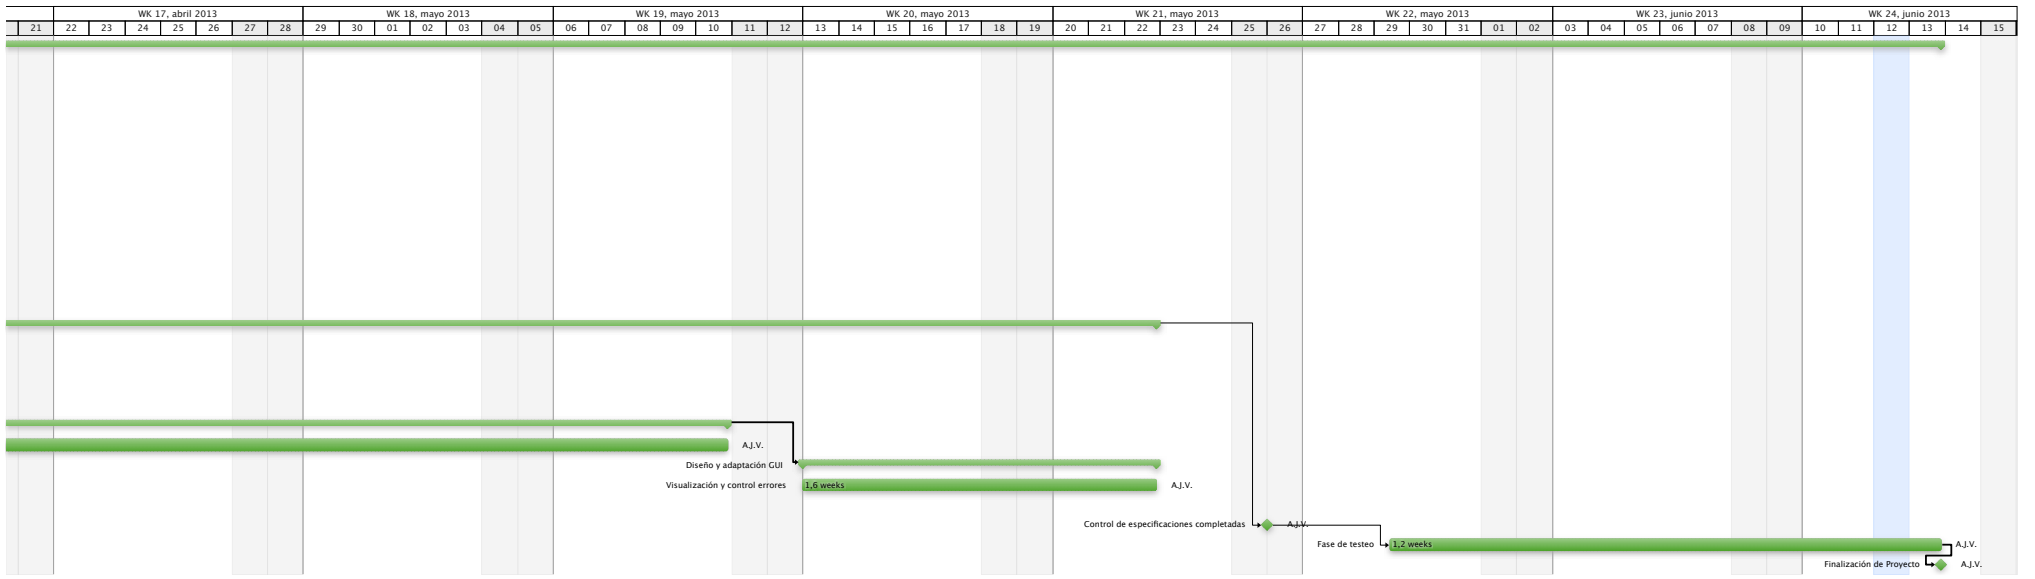 WK 17, abril 2013 WK 18, mayo 2013 WK 19, mayo 2013 WK 20, mayo 2013 WK 21, mayo 2013 WK 22, mayo 2013 WK 23, junio 2013 WK 24, junio 2013
21 22 23 24 25 26 27 28 29 30 01 02 03 04 05 06 07 08 09 10 11 12 13 14 15 16 17 18 19 20 21 22 23 24 25 26 27 28 29 30 31 01 02 03 04 05 06 07 08 09 10 11 12 13 14 15
A.J.V.
Diseño y adaptación GUI
Visualización y control errores 1,6 weeks A.J.V.
Control de especificaciones completadas A.J.V.
Fase de testeo 1,2 weeks A.J.V.
Finalización de Proyecto A.J.V.